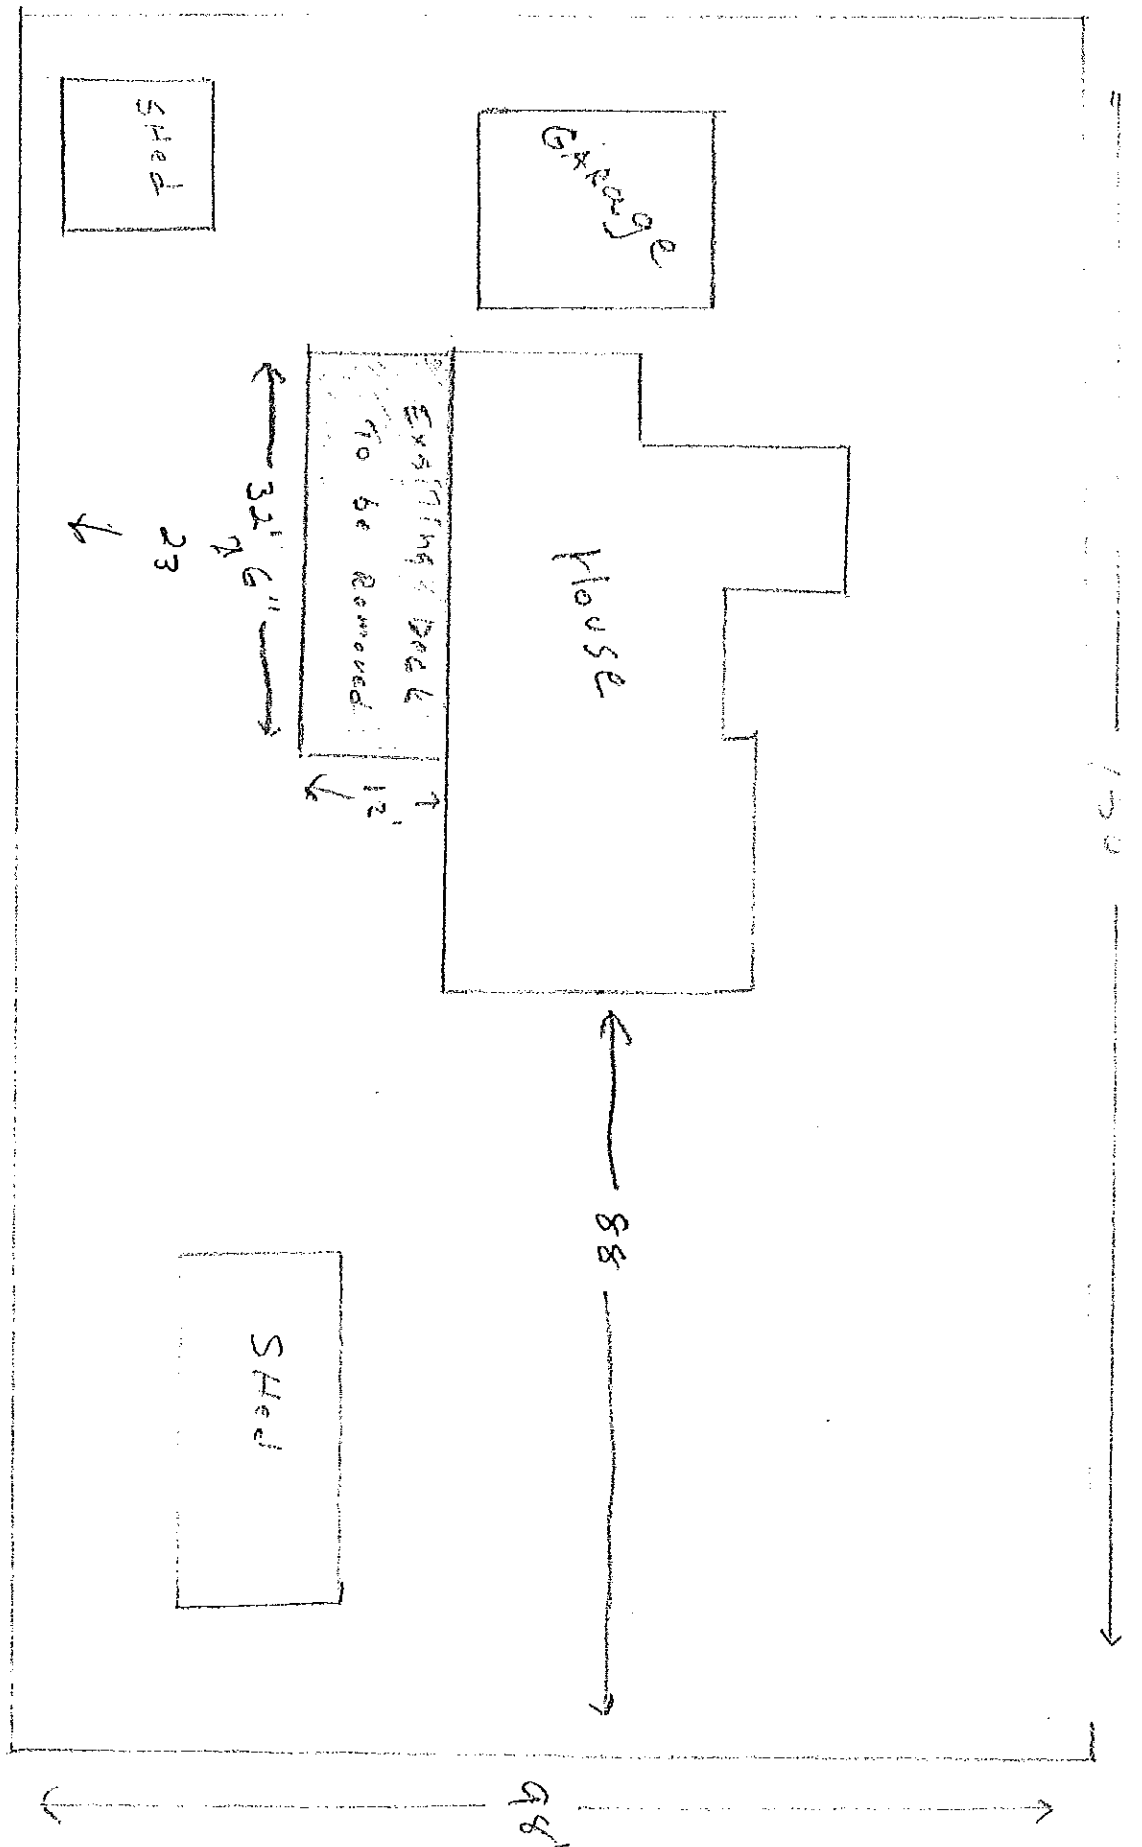 150
SHed
GARage
House
ExisTing Deck
To be Removed
12'
32' 6"
23
88
SHed
98'